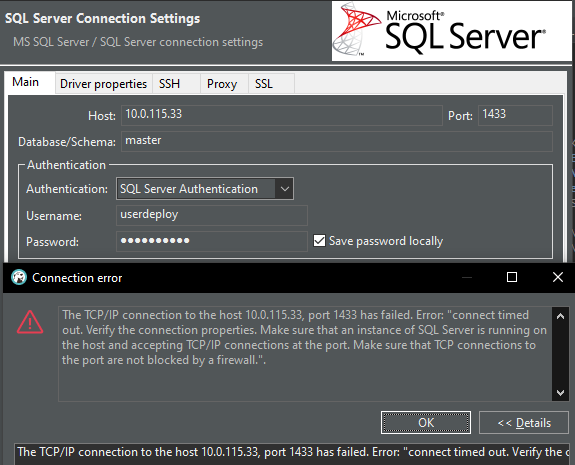 SQL Server Connection Settings
MS SQL Server / SQL Server connection settings
Microsoft®
SQL Server®
Main Driver properties SSH Proxy SSL
Host: 10.0.115.33 Port: 1433
Database/Schema: master
Authentication
Authentication: SQL Server Authentication
Username: userdeploy
Password: ●●●●●●●●●● Save password locally
Connection error
The TCP/IP connection to the host 10.0.115.33, port 1433 has failed. Error: "connect timed
out. Verify the connection properties. Make sure that an instance of SQL Server is running on
the host and accepting TCP/IP connections at the port. Make sure that TCP connections to
the port are not blocked by a firewall.".
OK << Details
The TCP/IP connection to the host 10.0.115.33, port 1433 has failed. Error: "connect timed out. Verify the c